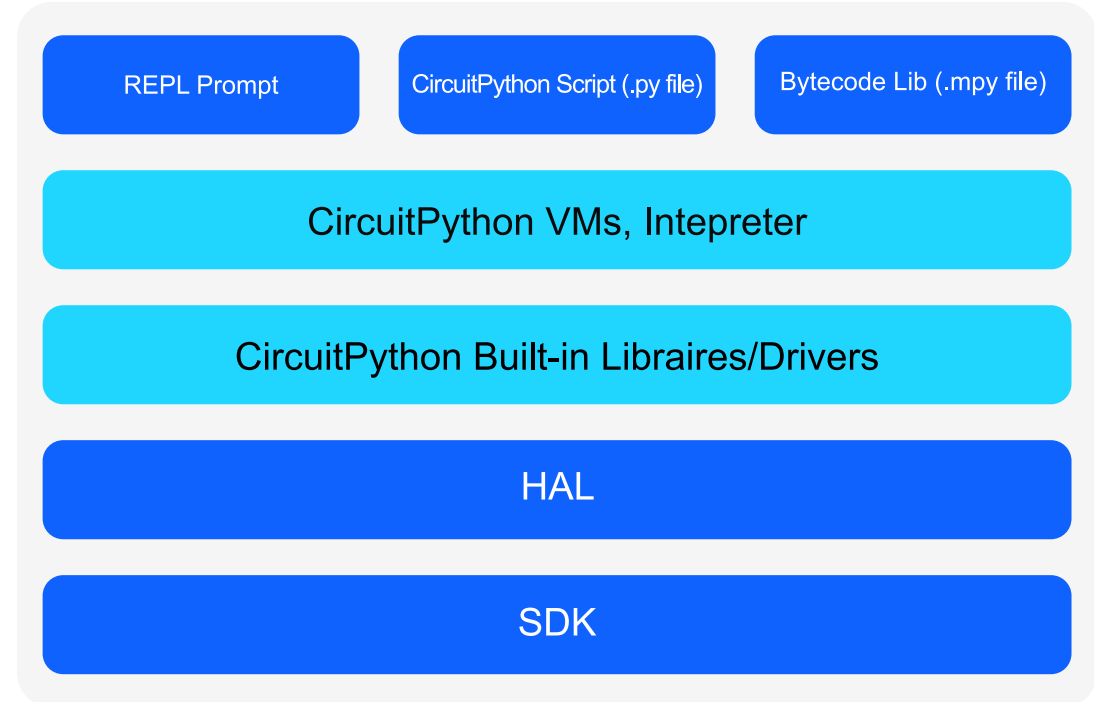 REPL Prompt
CircuitPython Script (.py file)
Bytecode Lib (.mpy file)
CircuitPython VMs, Intepreter
CircuitPython Built-in Libraires/Drivers
HAL
SDK